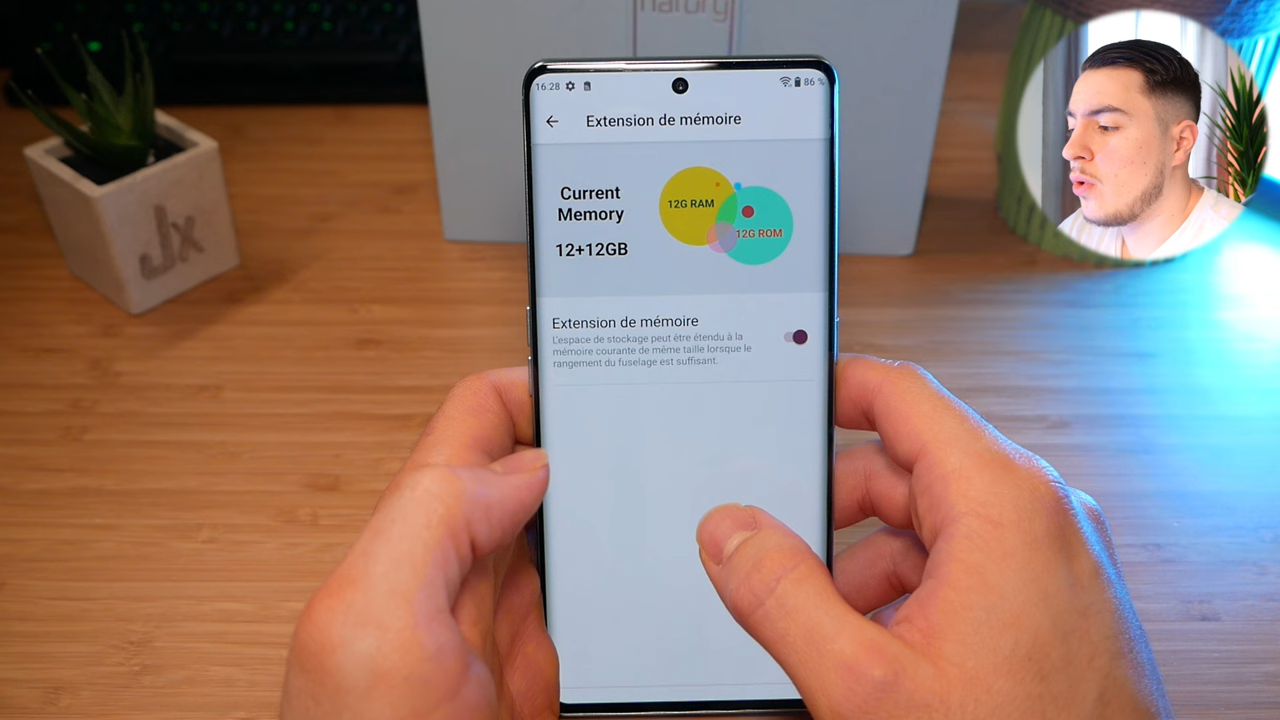 16:28
86 %
Extension de mémoire
Current
Memory
12+12GB
12G RAM
12G ROM
Extension de mémoire
L'espace de stockage peut être étendu à la
mémoire courante de même taille lorsque le
rangement du fuselage est suffisant.
Jx